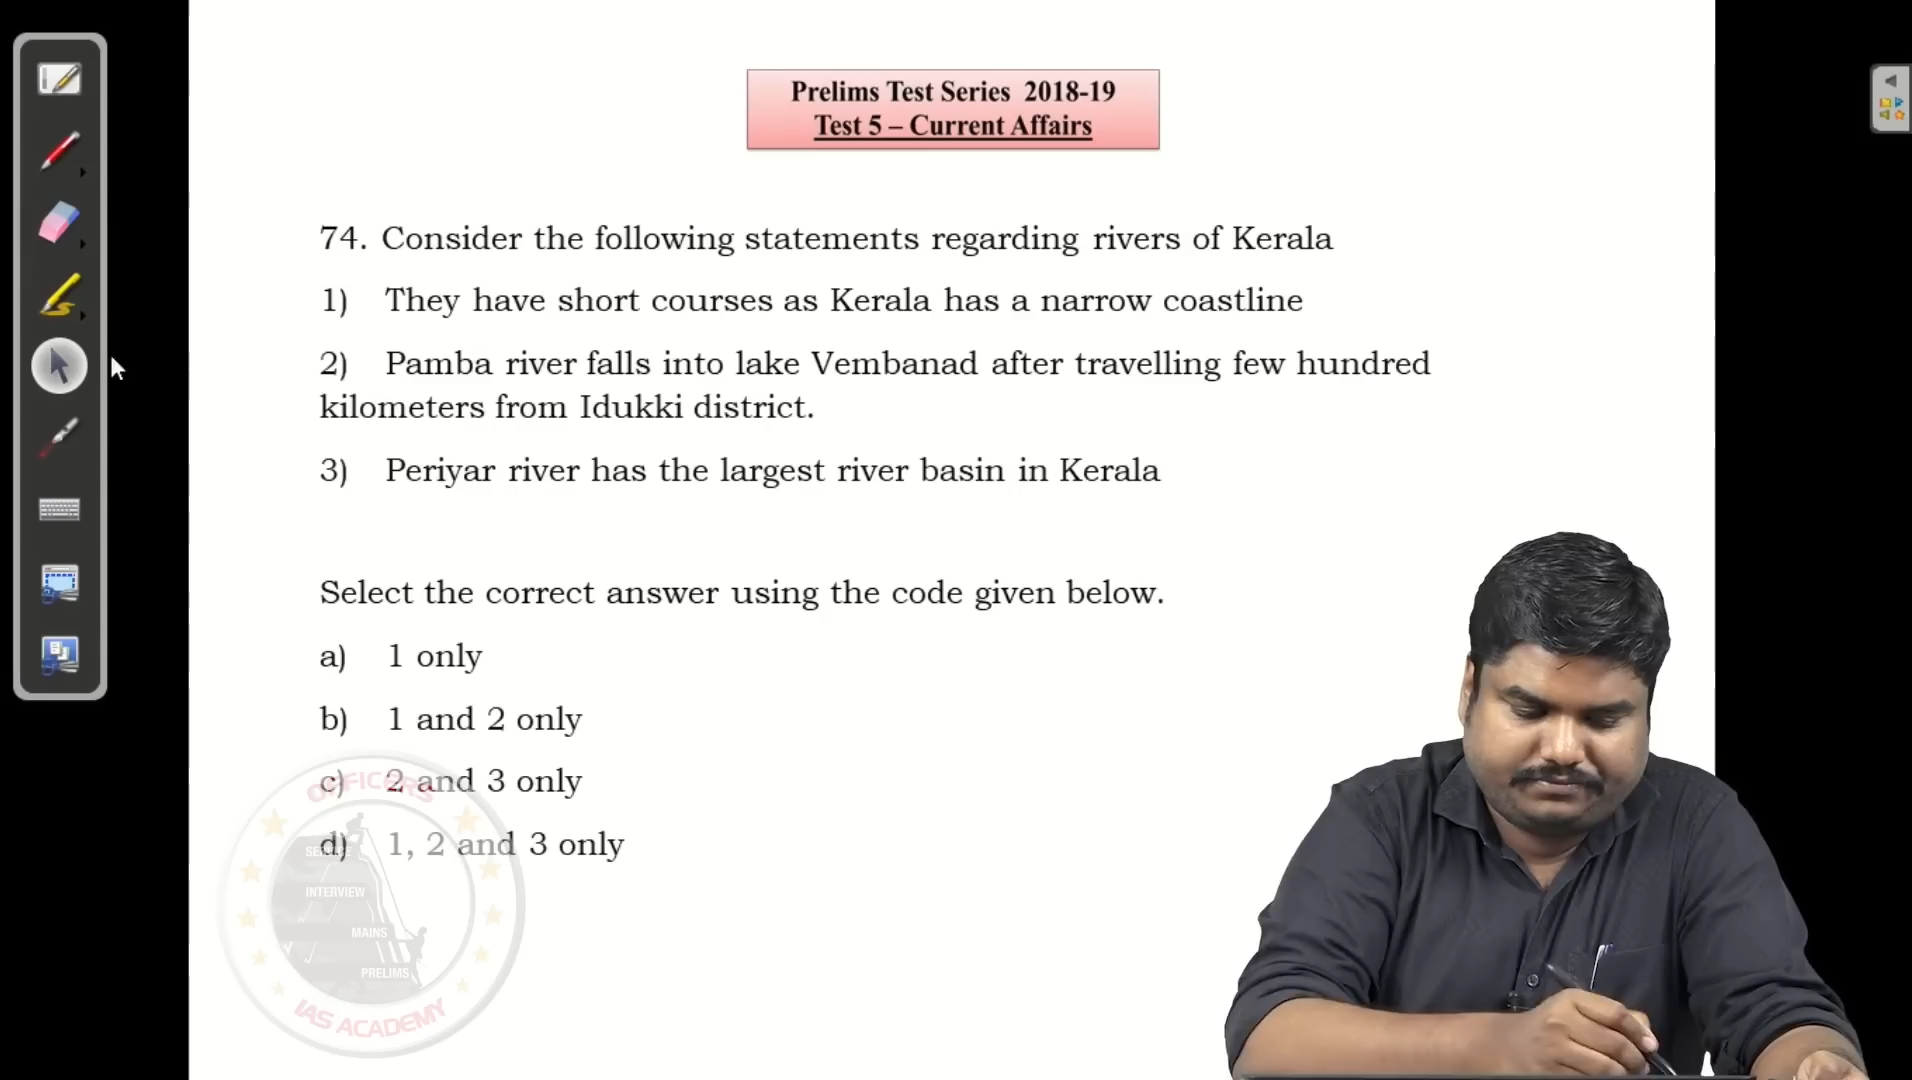 Prelims Test Series 2018-19
Test 5 – Current Affairs
74. Consider the following statements regarding rivers of Kerala
1) They have short courses as Kerala has a narrow coastline
2) Pamba river falls into lake Vembanad after travelling few hundred
kilometers from Idukki district.
3) Periyar river has the largest river basin in Kerala
Select the correct answer using the code given below.
a) 1 only
b) 1 and 2 only
c) 2 and 3 only
d) 1, 2 and 3 only
OFFICERS
SERVICE
INTERVIEW
MAINS
PRELIMS
IAS ACADEMY